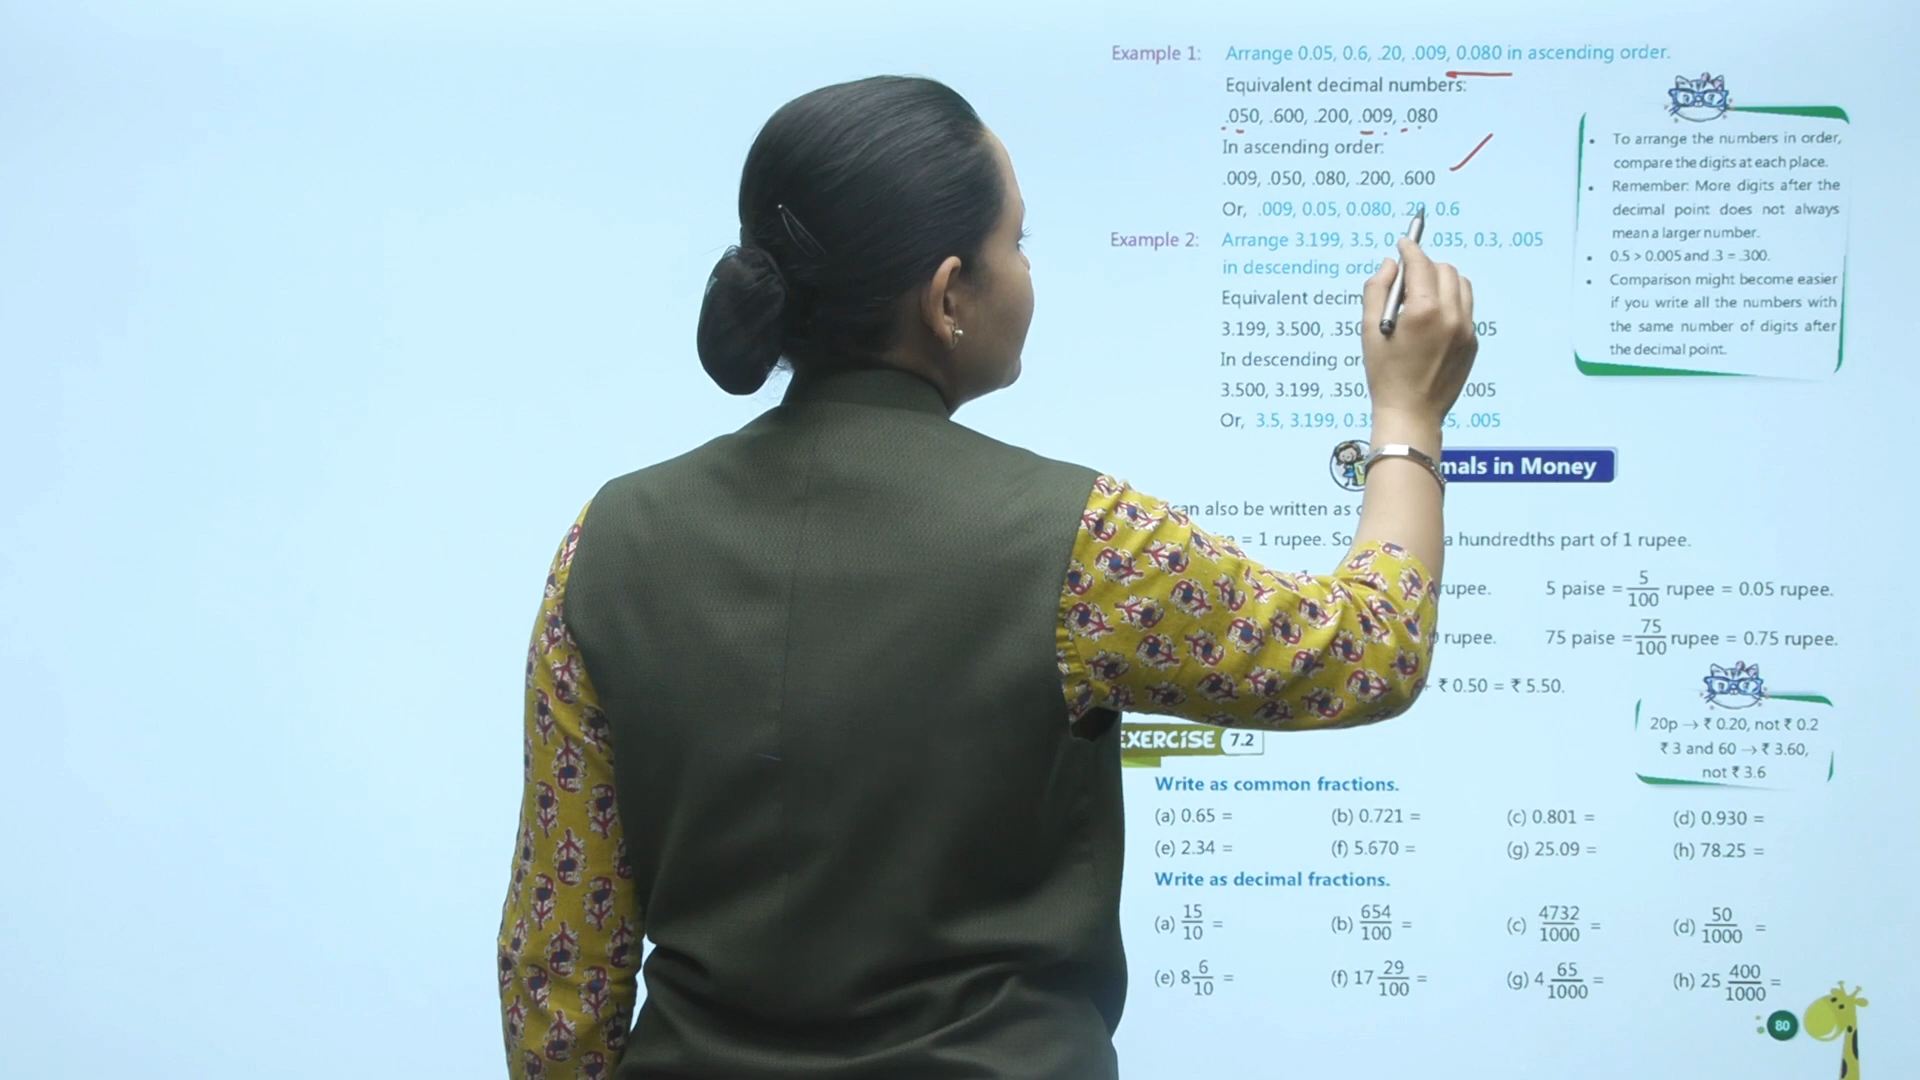 Example 1: Arrange 0.05, 0.6, .20, .009, 0.080 in ascending order.
Equivalent decimal numbers:
.050, .600, .200, .009, .080
In ascending order:
.009, .050, .080, .200, .600
Or, .009, 0.05, 0.080, .20, 0.6
Example 2: Arrange 3.199, 3.5, .035, 0.3, .005
in descending
Equivalent
3.199, 3.500,
In descending
3.500, 3.199, .350,
Or, 3.5, 3.199, .005
• To arrange the numbers in order,
compare the digits at each place.
• Remember: More digits after the
decimal point does not always
mean a larger number.
• 0.5 > 0.005 and .3 = .300.
• Comparison might become easier
if you write all the numbers with
the same number of digits after
the decimal point.
in Money
can also be written as
= 1 rupee. So a hundredths part of 1 rupee.
rupee. 5 paise = 5/100 rupee = 0.05 rupee.
rupee. 75 paise = 75/100 rupee = 0.75 rupee.
₹ 0.50 = ₹ 5.50.
20p → ₹ 0.20, not ₹ 0.2
₹ 3 and 60 → ₹ 3.60,
not ₹ 3.6
EXERCISE 7.2
Write as common fractions.
(a) 0.65 = (b) 0.721 = (c) 0.801 = (d) 0.930 =
(e) 2.34 = (f) 5.670 = (g) 25.09 = (h) 78.25 =
Write as decimal fractions.
(a) 15/10 = (b) 654/100 = (c) 4732/1000 = (d) 50/1000 =
(e) 8 6/10 = (f) 17 29/100 = (g) 4 65/1000 = (h) 25 400/1000 =
80